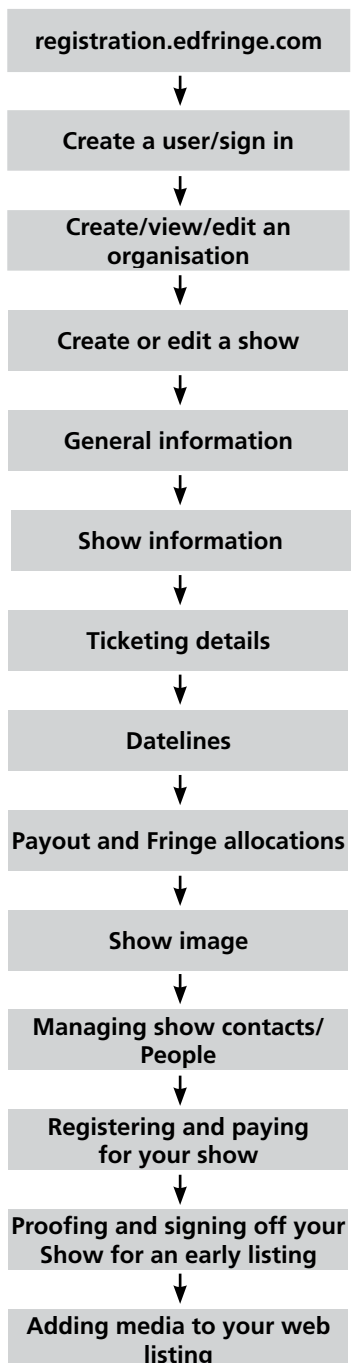 registration.edfringe.com
Create a user/sign in
Create/view/edit an
organisation
Create or edit a show
General information
Show information
Ticketing details
Datelines
Payout and Fringe allocations
Show image
Managing show contacts/
People
Registering and paying
for your show
Proofing and signing off your
Show for an early listing
Adding media to your web
listing